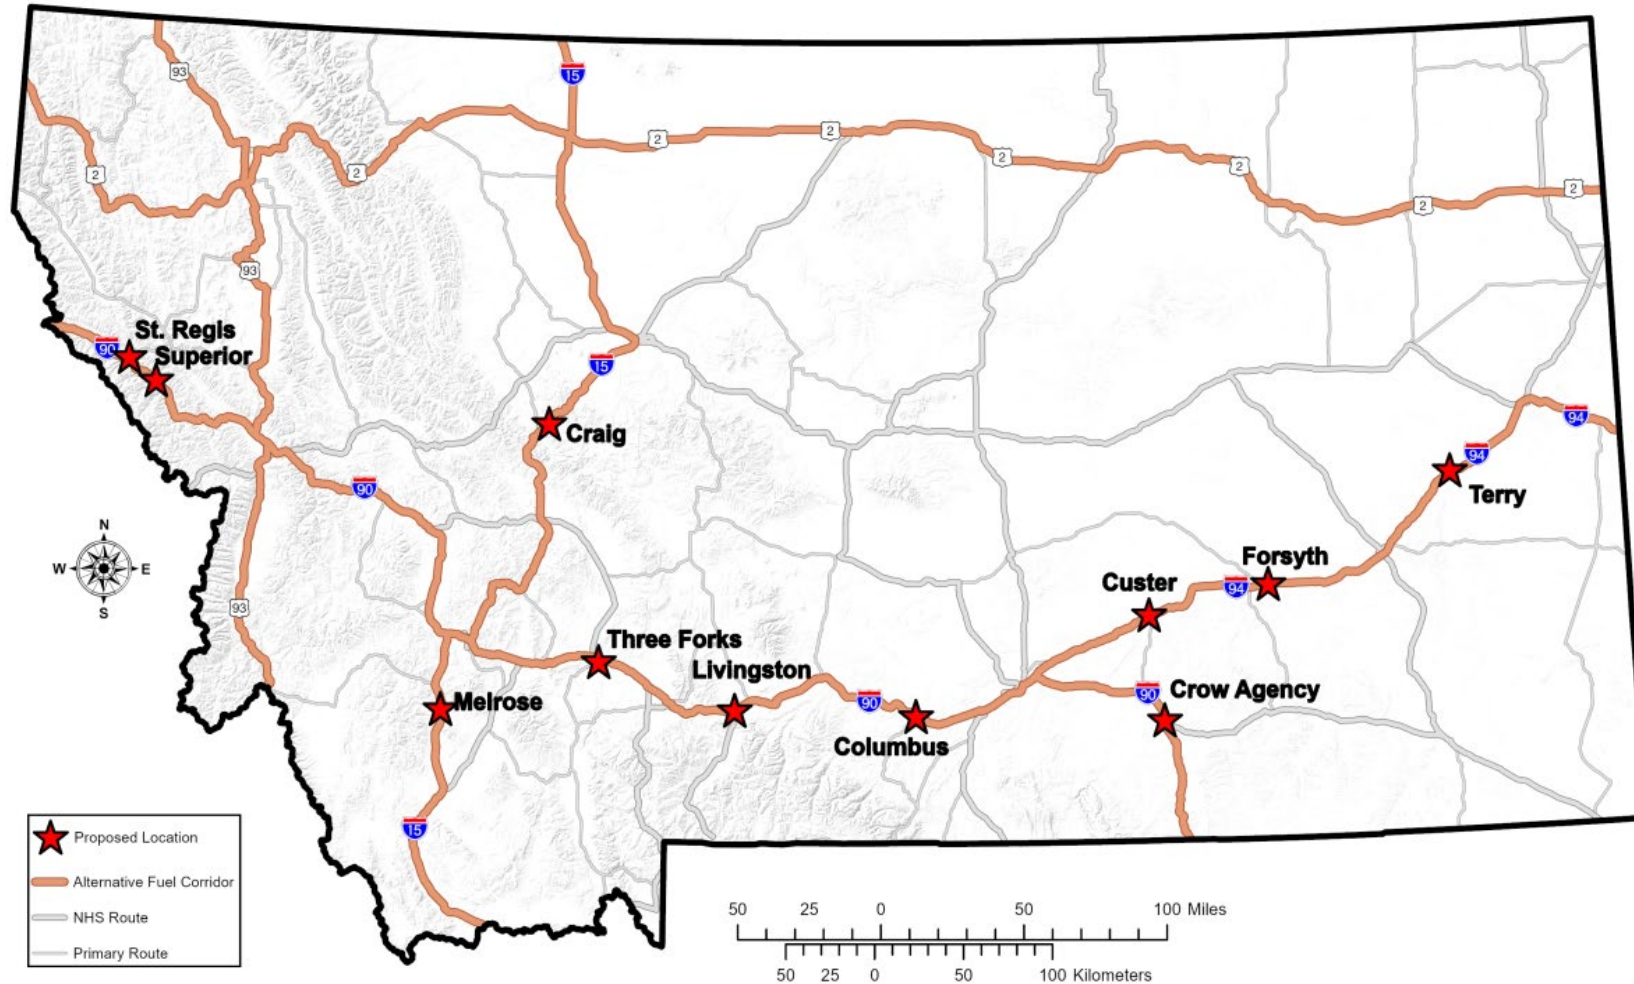 93
15
2
2
2
2
2
2
2
2
93
St. Regis
90
Superior
15
Craig
94
94
Terry
90
N
W
E
S
Forsyth
94
Custer
93
Three Forks
Livingston
Crow Agency
90
Melrose
90
Columbus
15
Proposed Location
Alternative Fuel Corridor
NHS Route
Primary Route
50 25 0 50 100 Miles
50 25 0 50 100 Kilometers